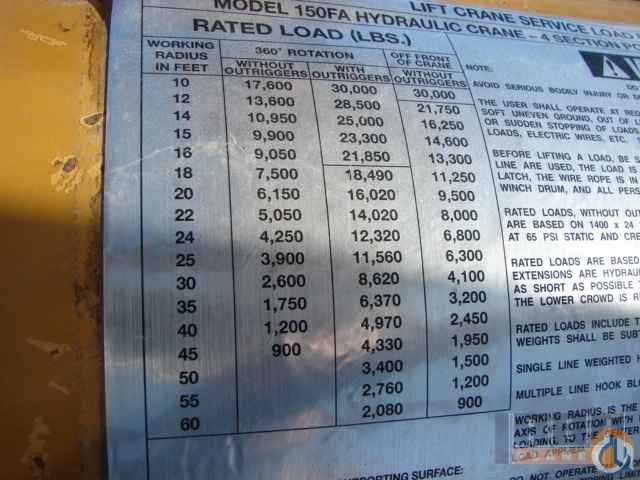 LIFT CRANE SERVICE LOAD
MODEL 150FA HYDRAULIC CRANE - 4 SECTION
RATED LOAD (LBS.)
WORKING RADIUS IN FEET
360° ROTATION
OFF FRONT OF CRANE
WITHOUT OUTRIGGERS
WITH OUTRIGGERS
WITHOUT OUTRIGGERS
10 17,600 30,000 30,000
12 13,600 28,500 21,750
14 10,950 25,000 16,250
15 9,900 23,300 14,600
16 9,050 21,850 13,300
18 7,500 18,490 11,250
20 6,150 16,020 9,500
22 5,050 14,020 8,000
24 4,250 12,320 6,800
25 3,900 11,560 6,300
30 2,600 8,620 4,100
35 1,750 6,370 3,200
40 1,200 4,970 2,450
45 900 4,330 1,950
50 3,400 1,500
55 2,760 1,200
60 2,080 900
NOTE:
DO
AVOID SERIOUS BODILY INJURY OR
THE USER SHALL OPERATE AT
SOFT UNEVEN GROUND, OUT OF
OR SUDDEN STOPPING OF
LOADS, ELECTRIC WIRES, ETC.
BEFORE LIFTING A LOAD, BE
LINE ARE USED, THE LOAD IS
LATCH, THE WIRE ROPE IS IN
WINCH DRUM, AND ALL
RATED LOADS, WITHOUT
ARE BASED ON 1400 x 24
AT 65 PSI STATIC AND
RATED LOADS ARE BASED
EXTENSIONS ARE
AS SHORT AS POSSIBLE
THE LOWER CROWD IS
RATED LOADS INCLUDE
WEIGHTS SHALL BE
SINGLE LINE WEIGHTED
MULTIPLE LINE HOOK
WORKING RADIUS IS THE
AXIS OF ROTATION WITH
LOADING, TO THE
LOAD
SUPPORTING SURFACE:
DO NOT OPERATE